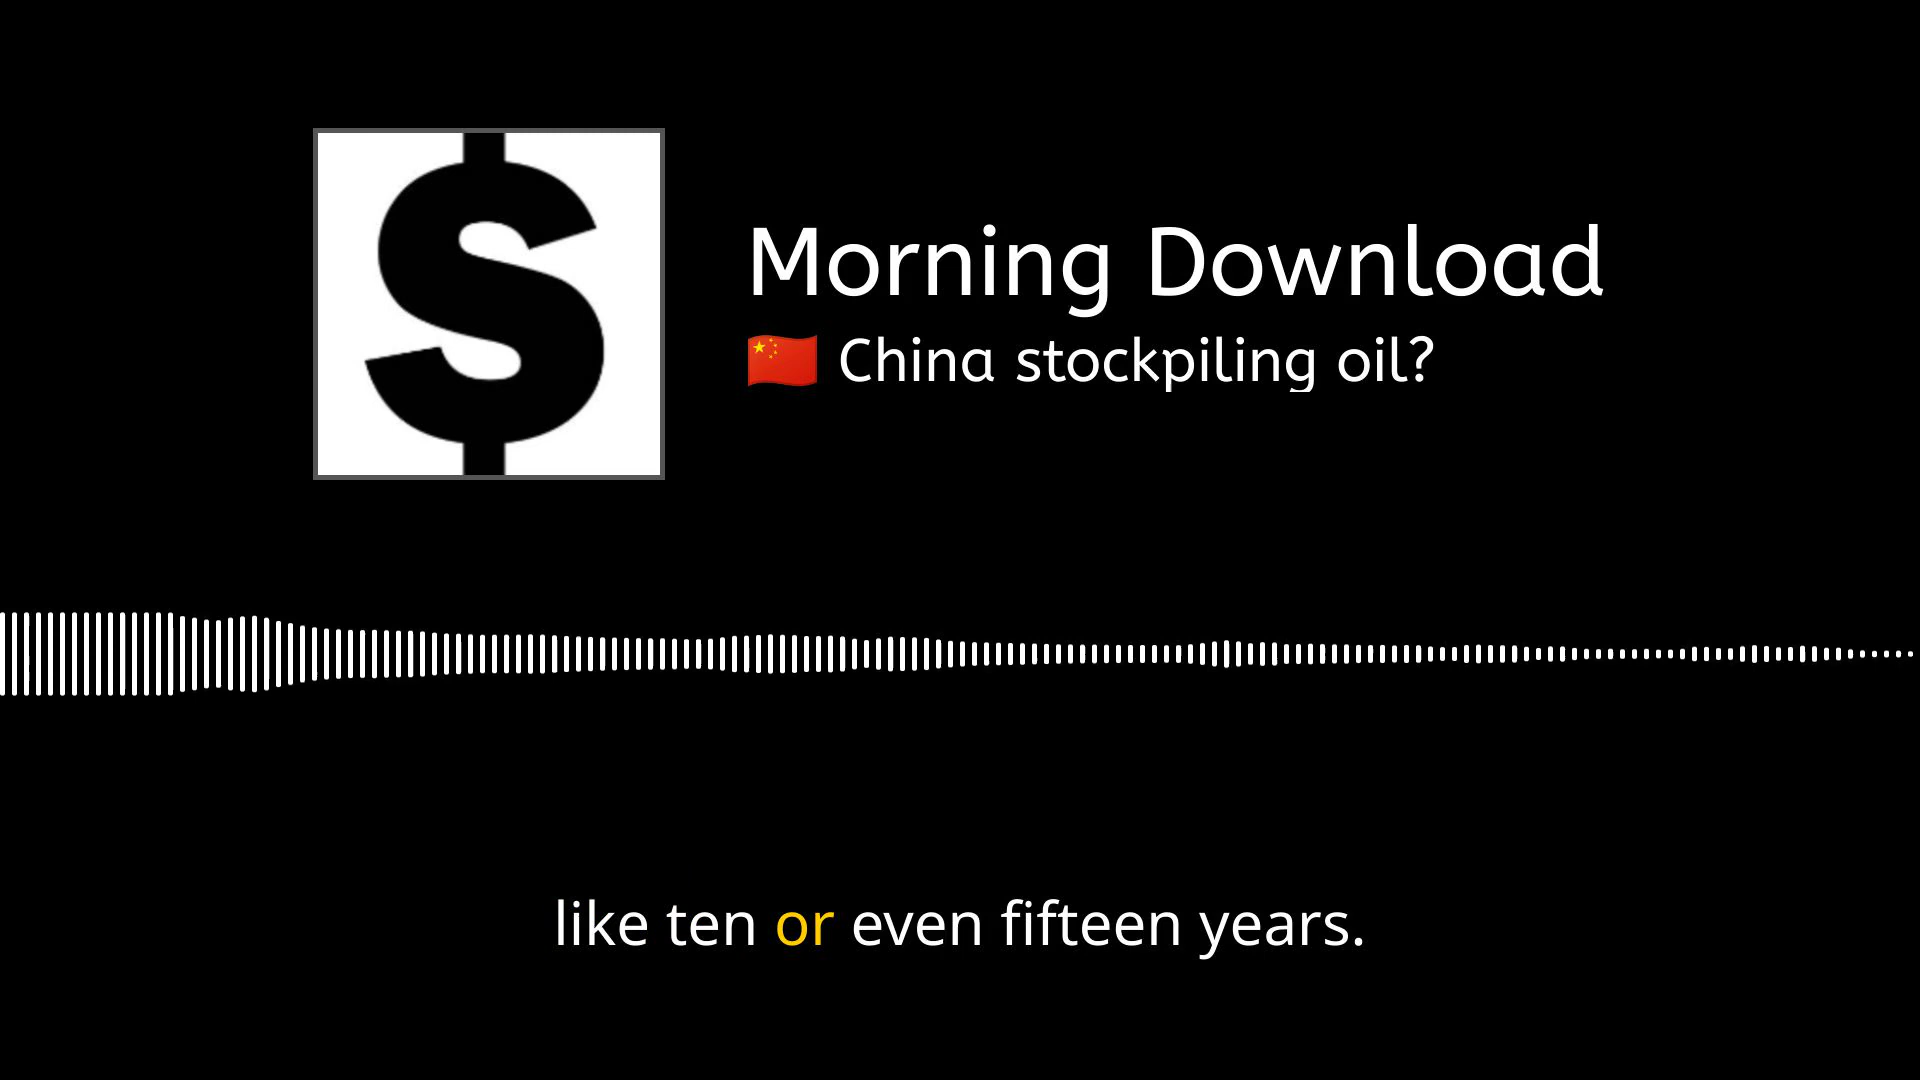 $
Morning Download
🇨🇳 China stockpiling oil?
like ten or even fifteen years.